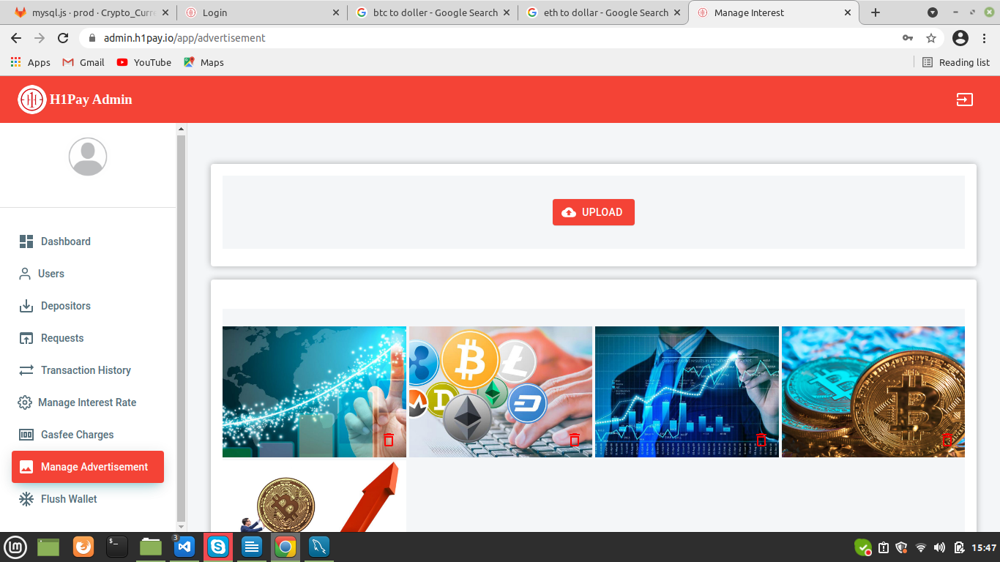 mysql.js · prod · Crypto_Curr
Login
btc to doller - Google Search
eth to dollar - Google Search
Manage Interest
admin.h1pay.io/app/advertisement
Apps
Gmail
YouTube
Maps
Reading list
H1Pay Admin
UPLOAD
Dashboard
Users
Depositors
Requests
Transaction History
Manage Interest Rate
Gasfee Charges
Manage Advertisement
Flush Wallet
3
15:47